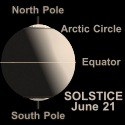 North Pole
Arctic Circle
Equator
SOLSTICE
June 21
South Pole